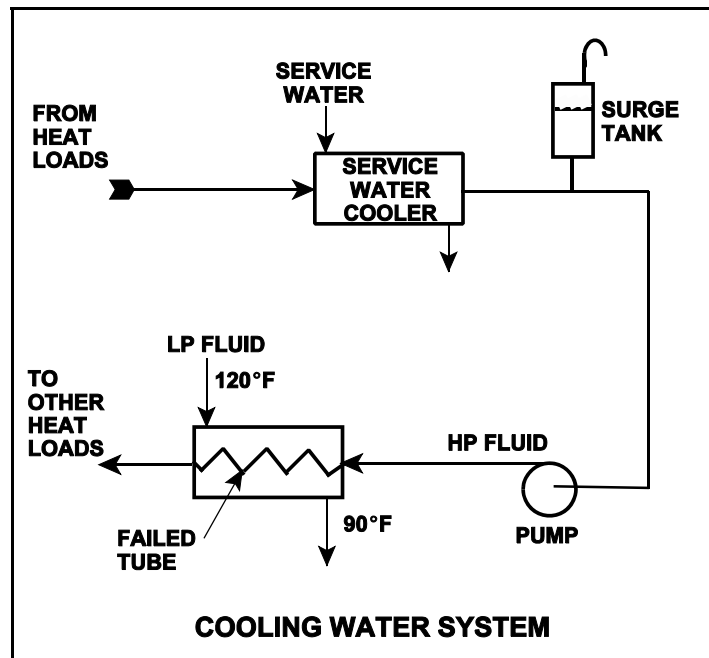 SERVICE
WATER
FROM
HEAT
LOADS
SURGE
TANK
SERVICE
WATER
COOLER
LP FLUID
120°F
TO
OTHER
HEAT
LOADS
HP FLUID
90°F
FAILED
TUBE
PUMP
COOLING WATER SYSTEM